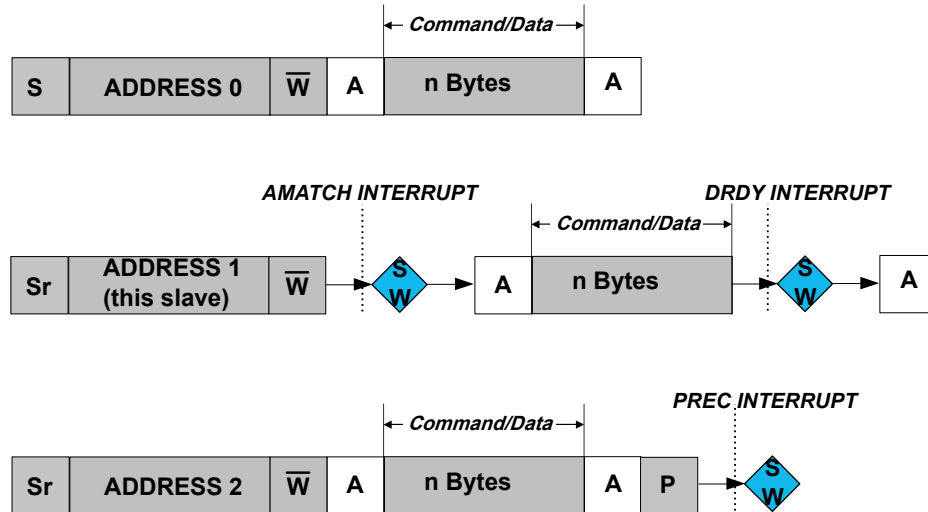 Command/Data
S ADDRESS 0 W̅ A n Bytes A
AMATCH INTERRUPT DRDY INTERRUPT
Command/Data
Sr ADDRESS 1 (this slave) W̅ S W A n Bytes S W A
PREC INTERRUPT
Command/Data
Sr ADDRESS 2 W̅ A n Bytes A P S W